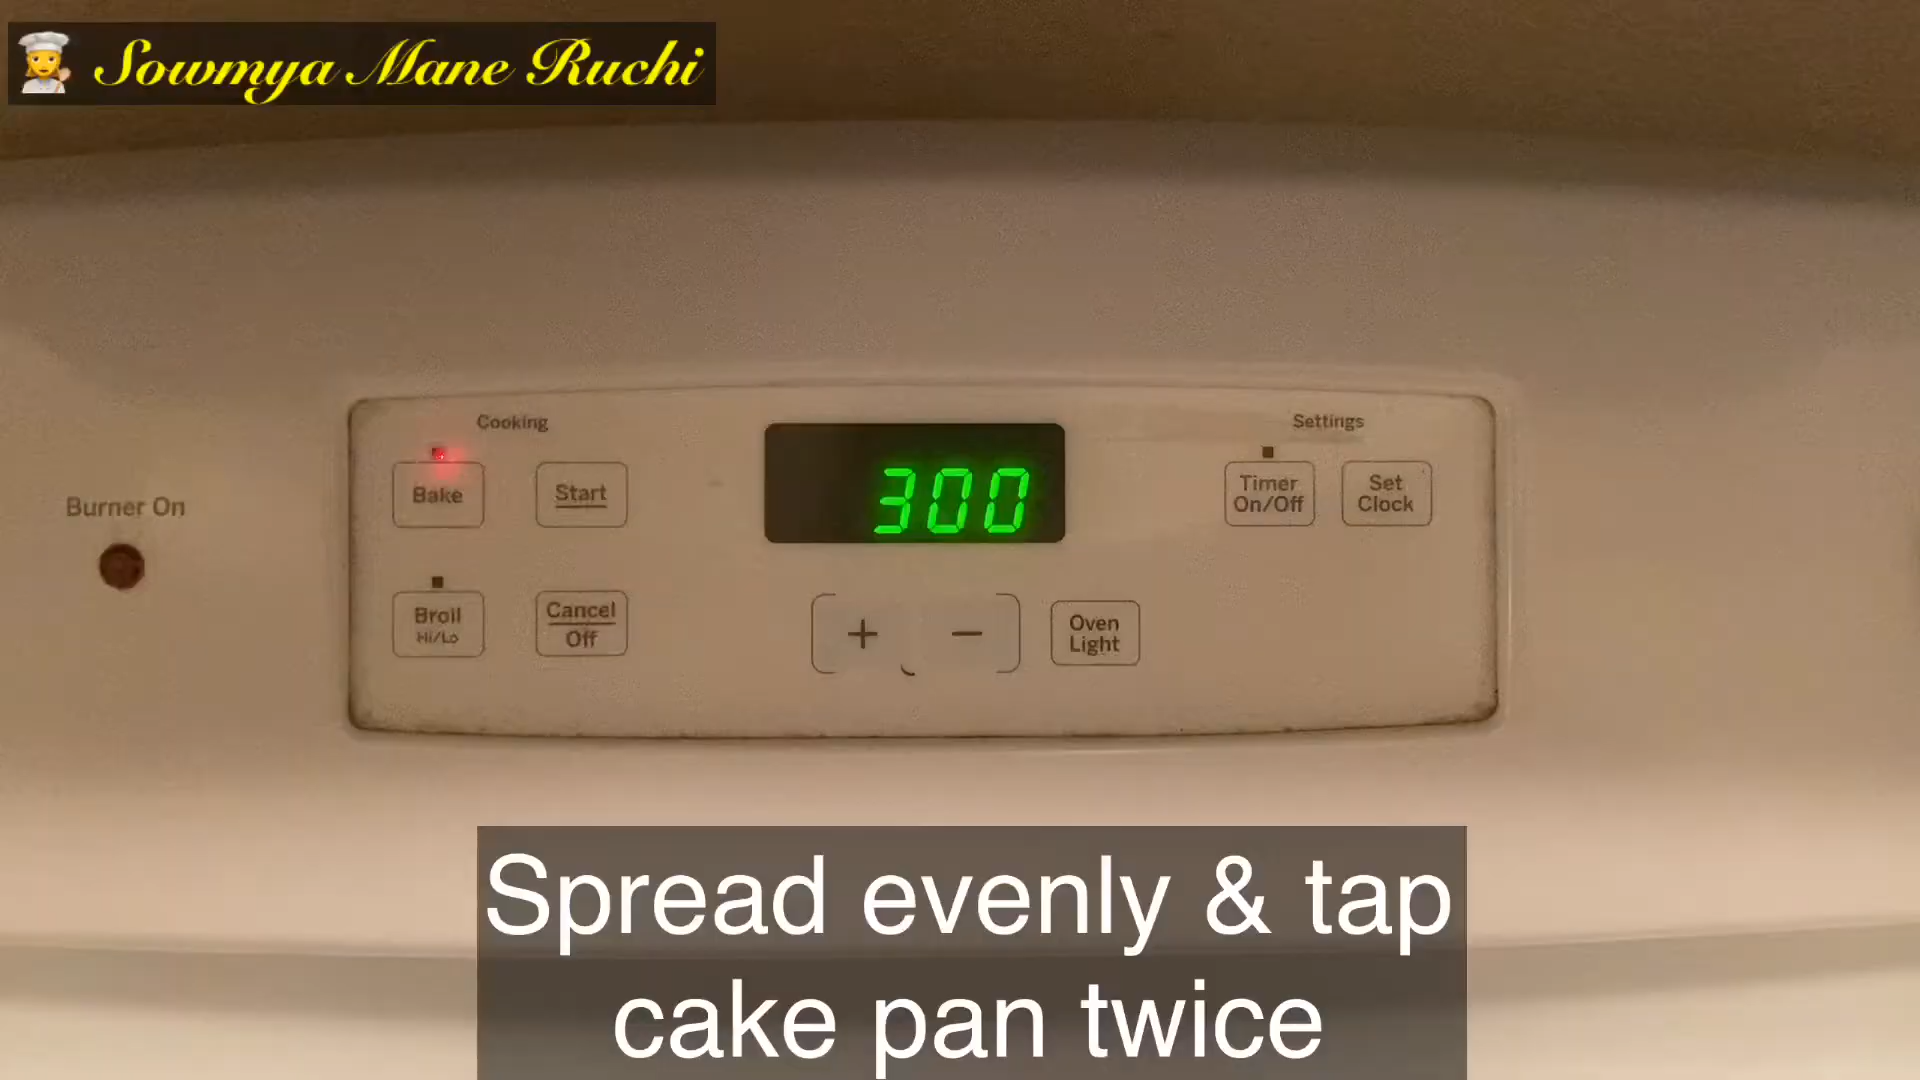 Sowmya Mane Ruchi
Cooking
Settings
Bake
Start
300
Timer
On/Off
Set
Clock
Burner On
Broil
Hi/Lo
Cancel
Off
+
−
Oven
Light
Spread evenly & tap
cake pan twice